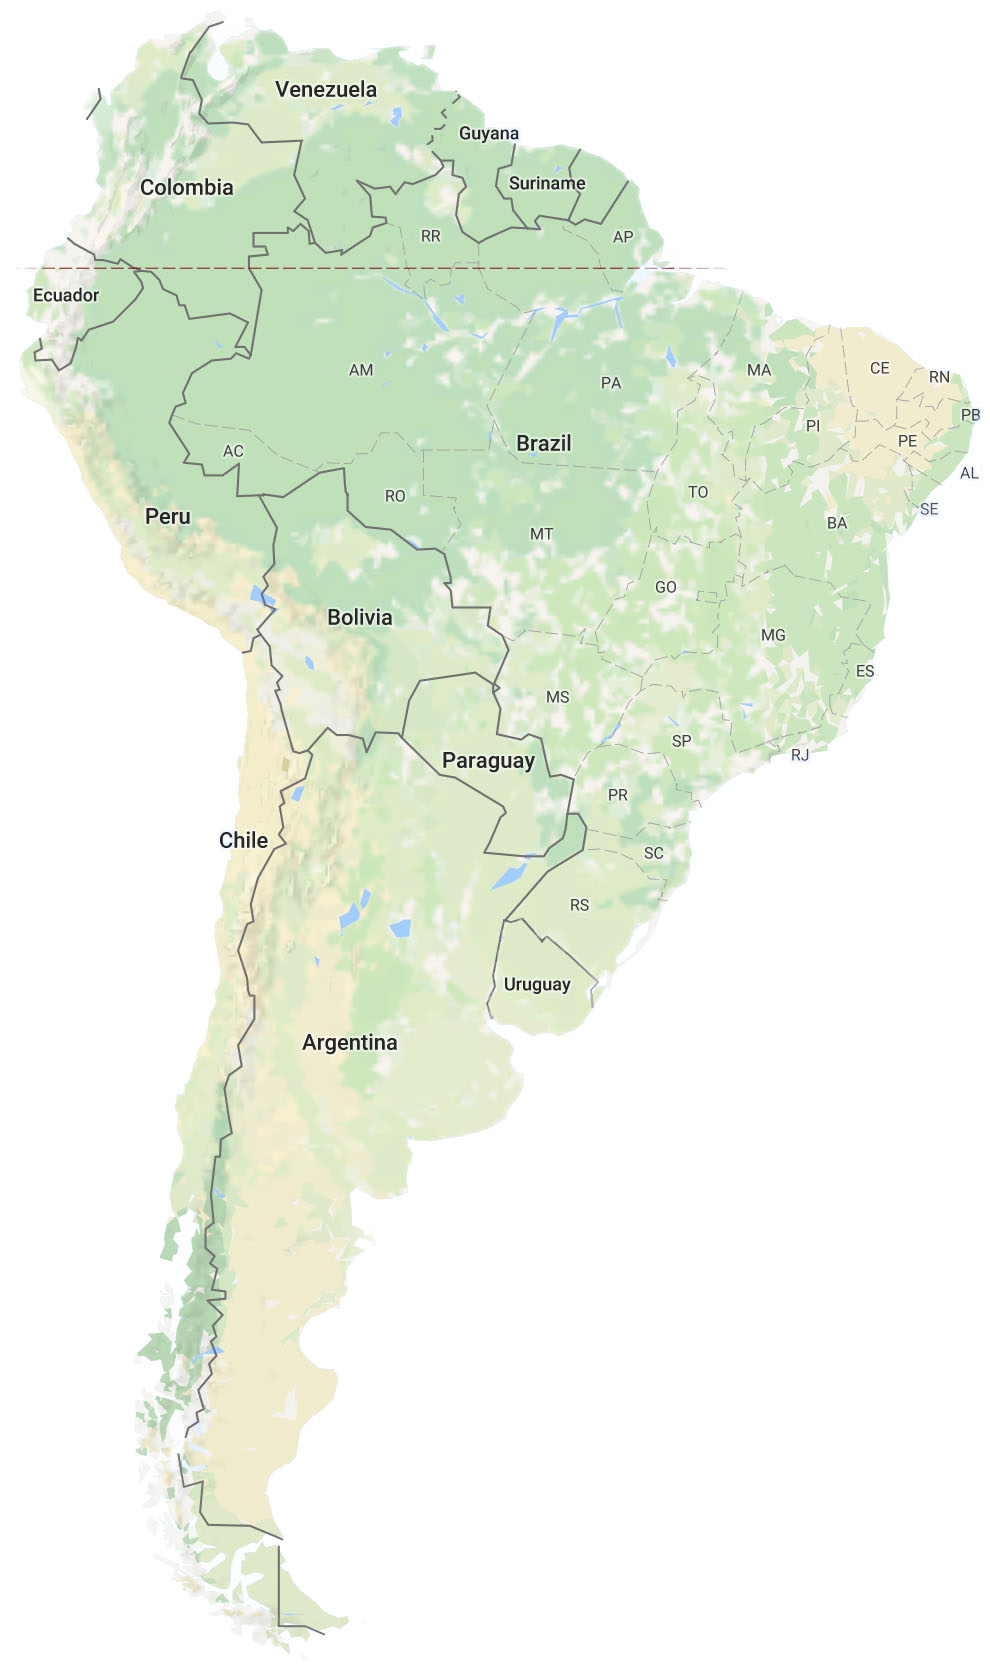 Venezuela
Guyana
Suriname
Colombia
RR
AP
Ecuador
AM
PA
MA
CE
RN
PB
PI
PE
Brazil
AC
AL
TO
RO
SE
Peru
BA
MT
GO
Bolivia
MG
ES
MS
SP
RJ
Paraguay
PR
Chile
SC
RS
Uruguay
Argentina